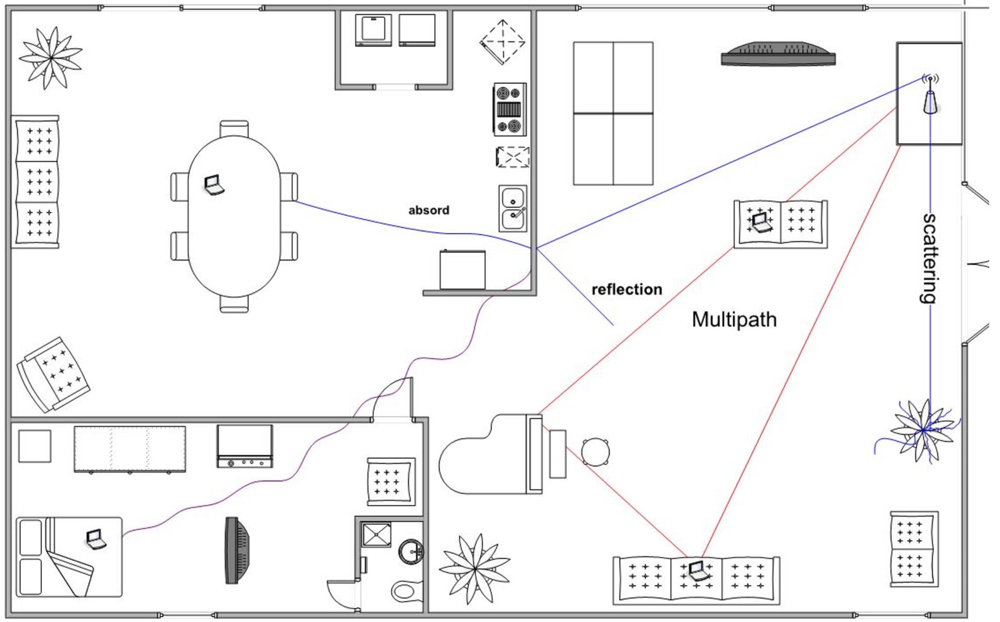 absord
reflection
Multipath
scattering